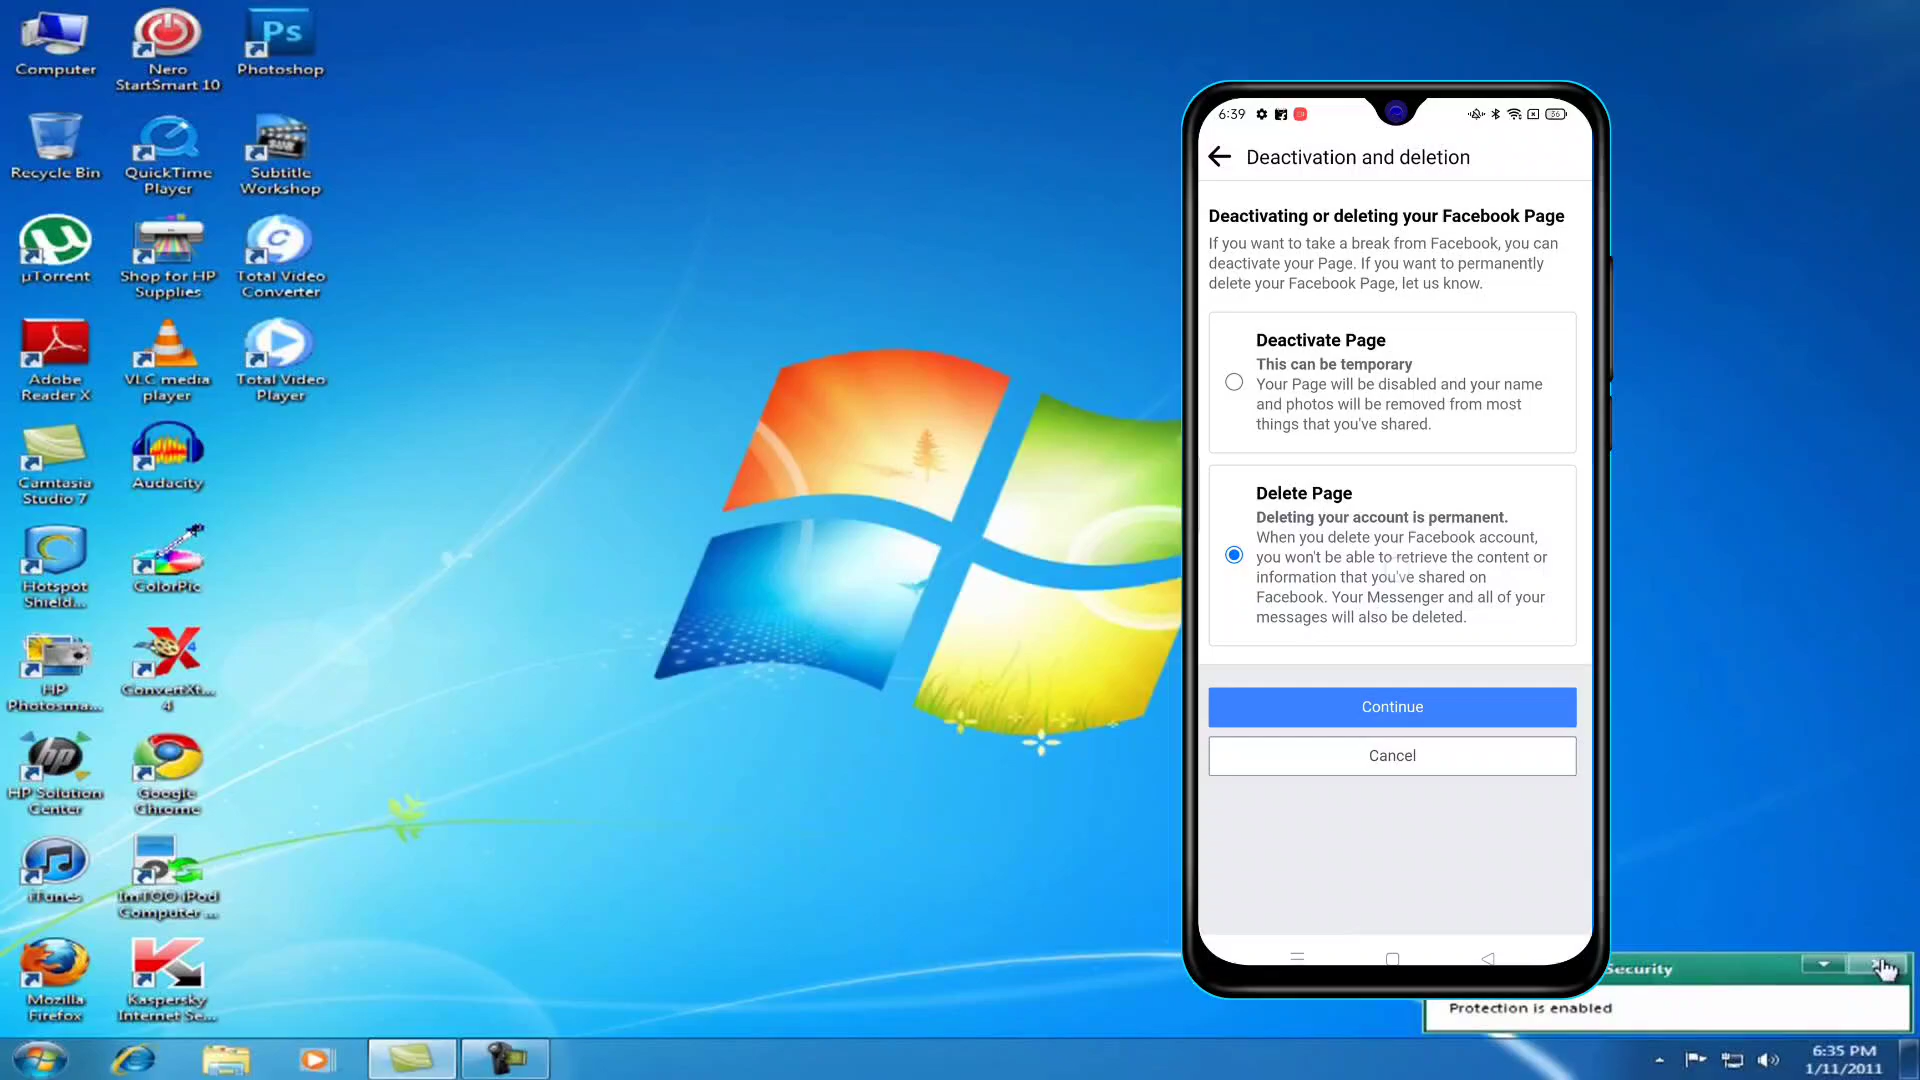 Computer
Nero
StartSmart 10
Ps
Photoshop
Recycle Bin
QuickTime
Player
Subtitle
Workshop
µTorrent
Shop for HP
Supplies
Total Video
Converter
Adobe
Reader X
VLC media
player
Total Video
Player
Camtasia
Studio 7
Audacity
Hotspot
Shield...
ColorPic
HP
Photosma...
ConvertXt...
4
HP Solution
Center
Google
Chrome
iTunes
ImTOO iPod
Computer ...
Mozilla
Firefox
Kaspersky
Internet Se...
6:39
36
Deactivation and deletion
Deactivating or deleting your Facebook Page
If you want to take a break from Facebook, you can
deactivate your Page. If you want to permanently
delete your Facebook Page, let us know.
Deactivate Page
This can be temporary
Your Page will be disabled and your name
and photos will be removed from most
things that you've shared.
Delete Page
Deleting your account is permanent.
When you delete your Facebook account,
you won't be able to retrieve the content or
information that you've shared on
Facebook. Your Messenger and all of your
messages will also be deleted.
Continue
Cancel
Security
Protection is enabled
6:35 PM
1/11/2011